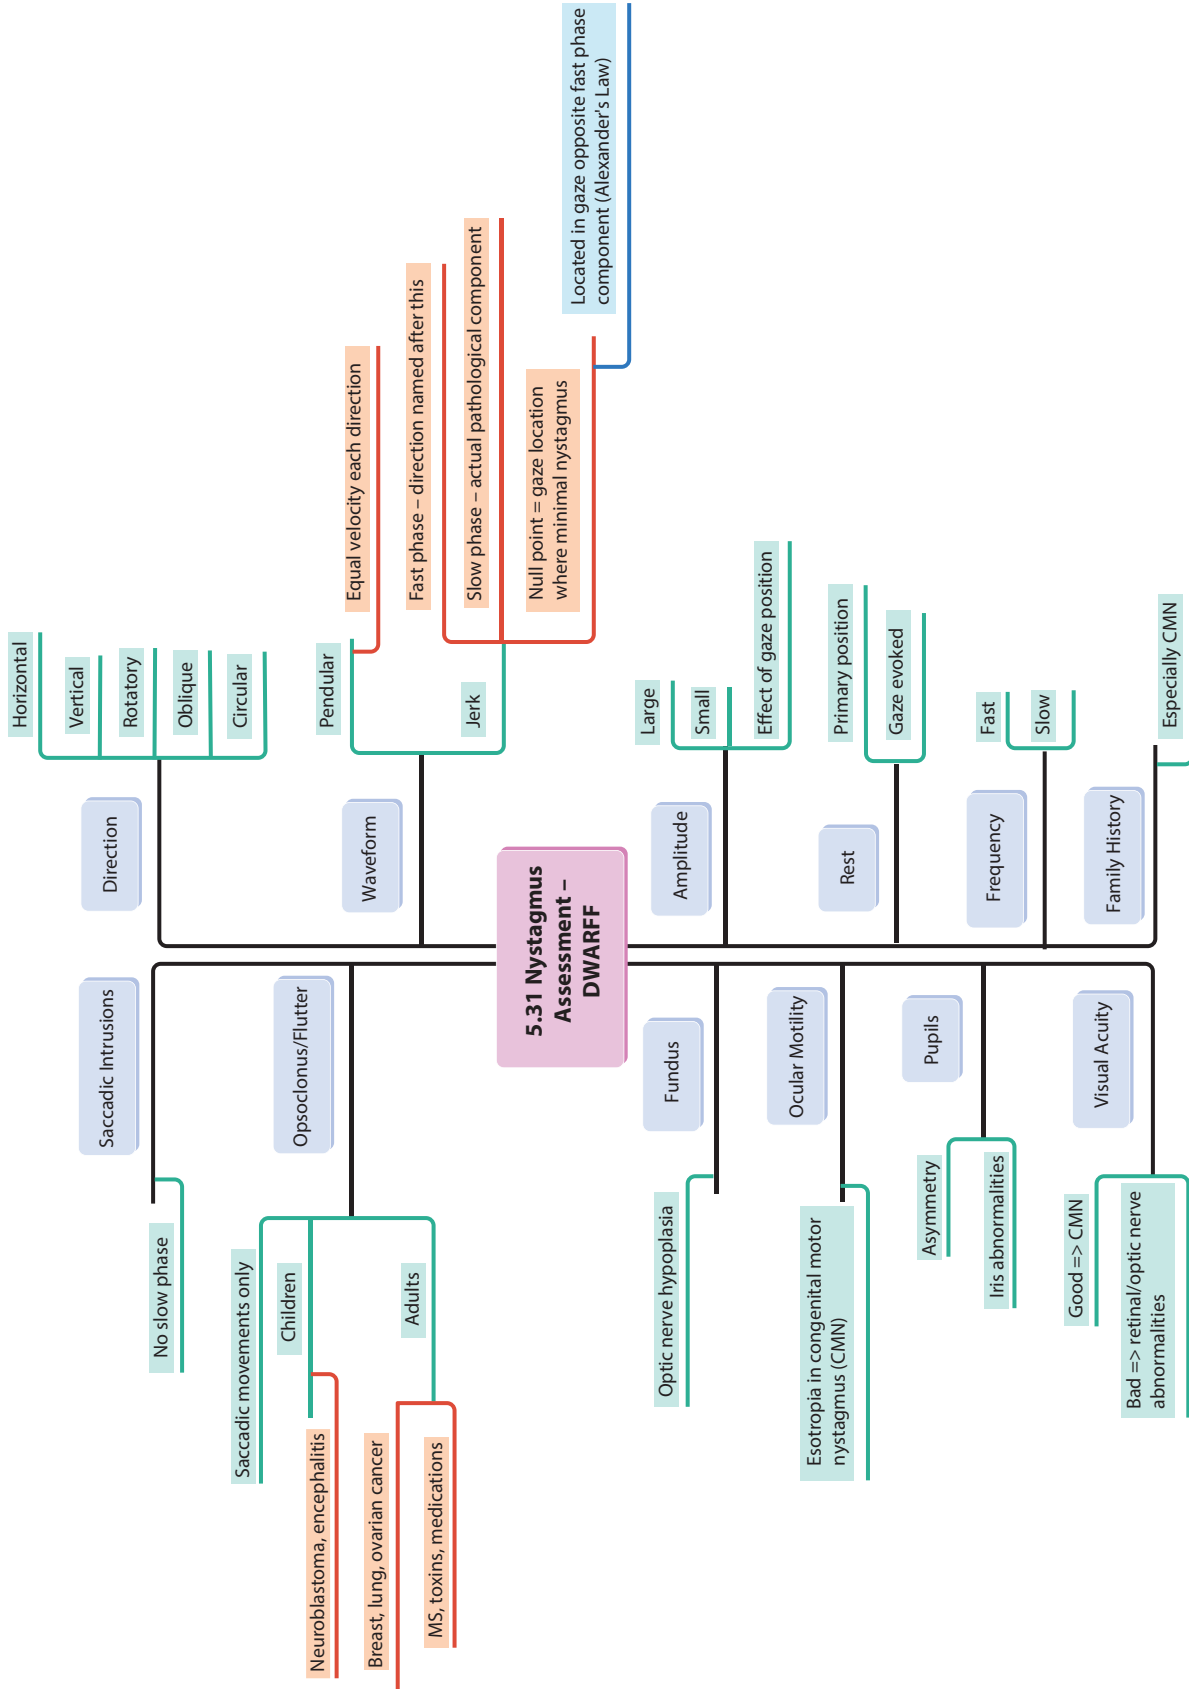 5.31 Nystagmus
Assessment –
DWARFF
Direction
Horizontal
Vertical
Rotatory
Oblique
Circular
Waveform
Pendular
Equal velocity each direction
Jerk
Fast phase – direction named after this
Slow phase – actual pathological component
Null point = gaze location
where minimal nystagmus
Located in gaze opposite fast phase
component (Alexander's Law)
Amplitude
Large
Small
Effect of gaze position
Rest
Primary position
Gaze evoked
Frequency
Fast
Slow
Family History
Especially CMN
Saccadic Intrusions
No slow phase
Opsoclonus/Flutter
Saccadic movements only
Children
Neuroblastoma, encephalitis
Adults
Breast, lung, ovarian cancer
MS, toxins, medications
Fundus
Optic nerve hypoplasia
Ocular Motility
Esotropia in congenital motor
nystagmus (CMN)
Pupils
Asymmetry
Iris abnormalities
Visual Acuity
Good => CMN
Bad => retinal/optic nerve
abnormalities